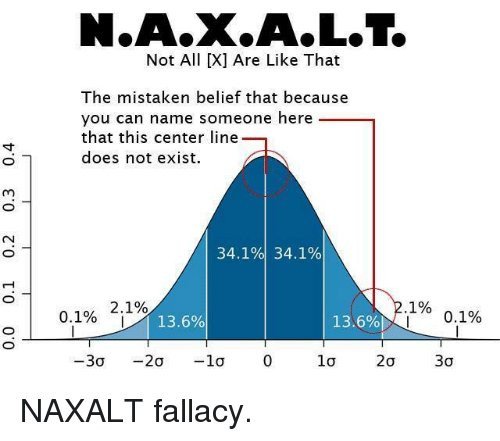 N.A.X.A.L.T.
Not All [X] Are Like That
The mistaken belief that because
you can name someone here
that this center line
does not exist.
0.4
0.3
0.2
0.1
0.0
34.1% 34.1%
0.1% 2.1% 13.6% 13.6% 2.1% 0.1%
−3σ −2σ −1σ 0 1σ 2σ 3σ
NAXALT fallacy.